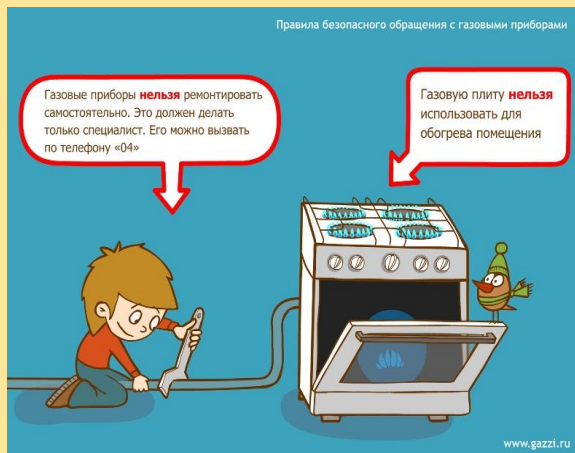 Правила безопасного обращения с газовыми приборами
Газовые приборы нельзя ремонтировать
самостоятельно. Это должен делать
только специалист. Его можно вызвать
по телефону «04»
Газовую плиту нельзя
использовать для
обогрева помещения
www.gazzi.ru